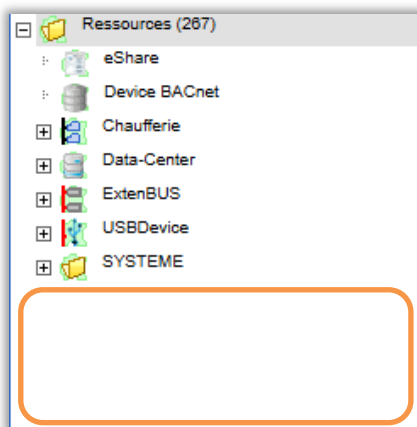 Ressources (267)
eShare
Device BACnet
Chaufferie
Data-Center
ExtenBUS
USBDevice
SYSTEME